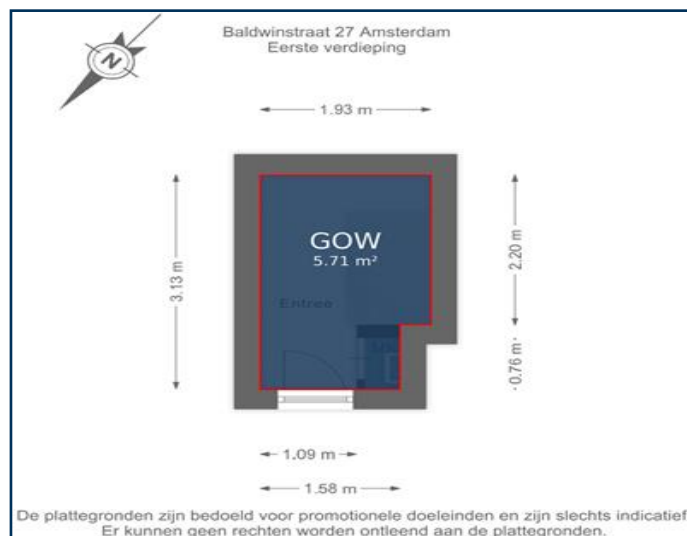 Baldwinstraat 27 Amsterdam
Eerste verdieping
N
1.93 m
GOW
5.71 m²
3.13 m
2.20 m
Entree
0.76 m
1.09 m
1.58 m
De plattegronden zijn bedoeld voor promotionele doeleinden en zijn slechts indicatief
Er kunnen geen rechten worden ontleend aan de plattegronden.